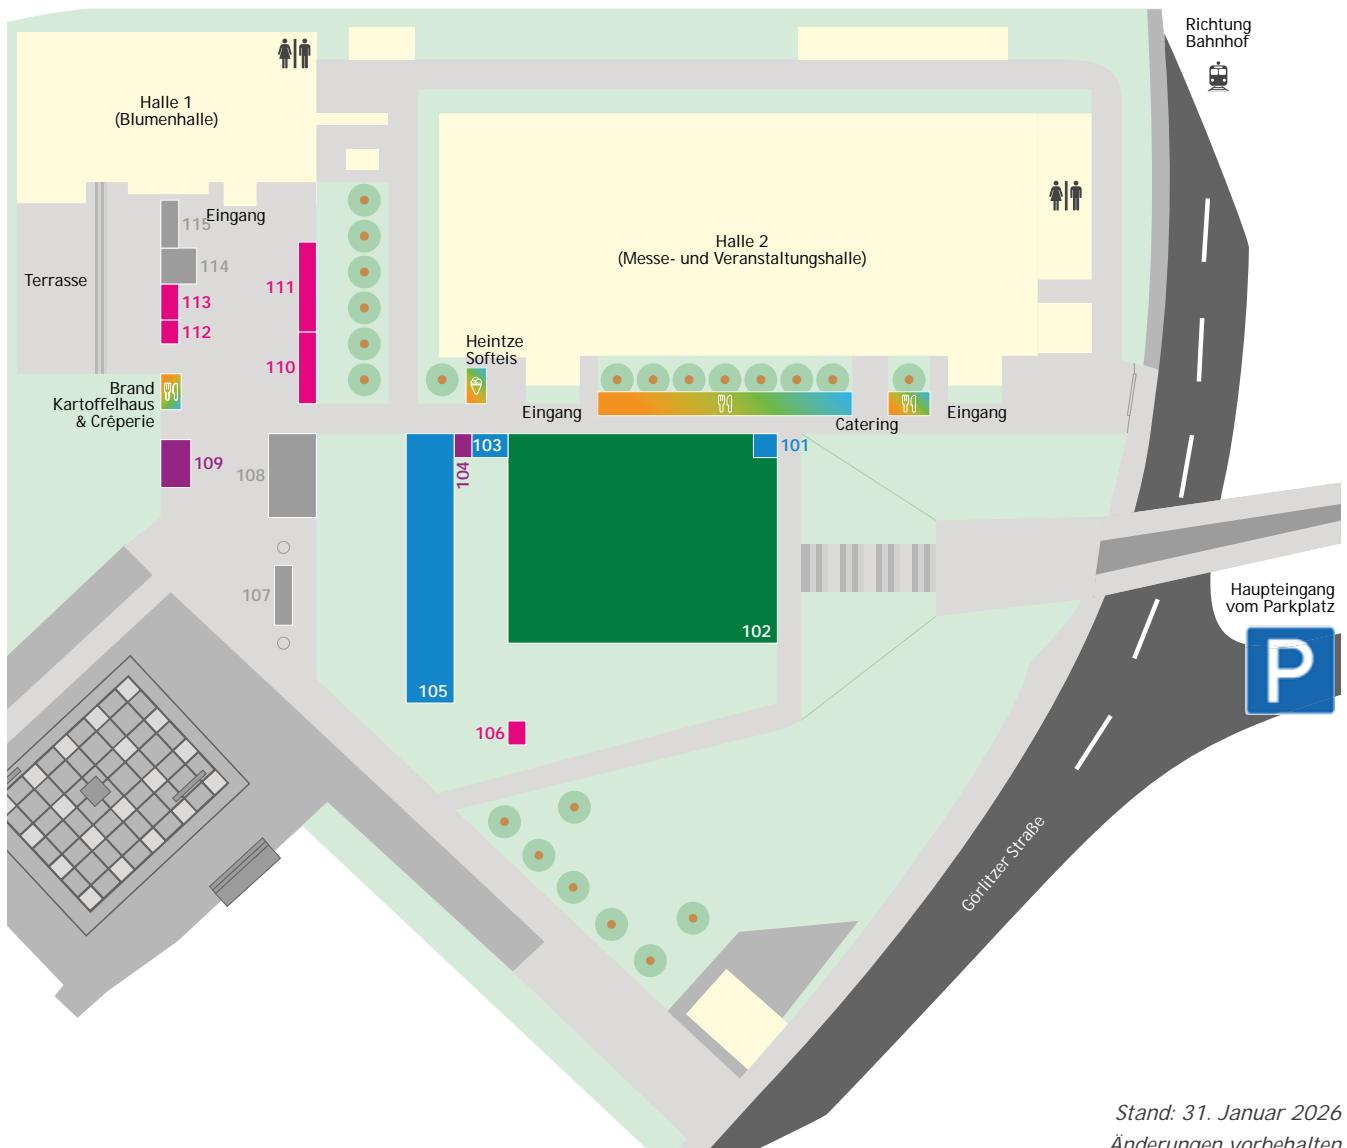 Richtung
Bahnhof
Halle 1
(Blumenhalle)
Eingang
115
114
Terrasse
113
112
111
110
Halle 2
(Messe- und Veranstaltungshalle)
Heintze
Softeis
Brand
Kartoffelhaus
& Crêperie
Eingang
Catering
Eingang
109
108
103
104
101
107
102
105
106
Haupteingang
vom Parkplatz
P
Görlitzer Straße
Stand: 31. Januar 2026
Änderungen vorbehalten